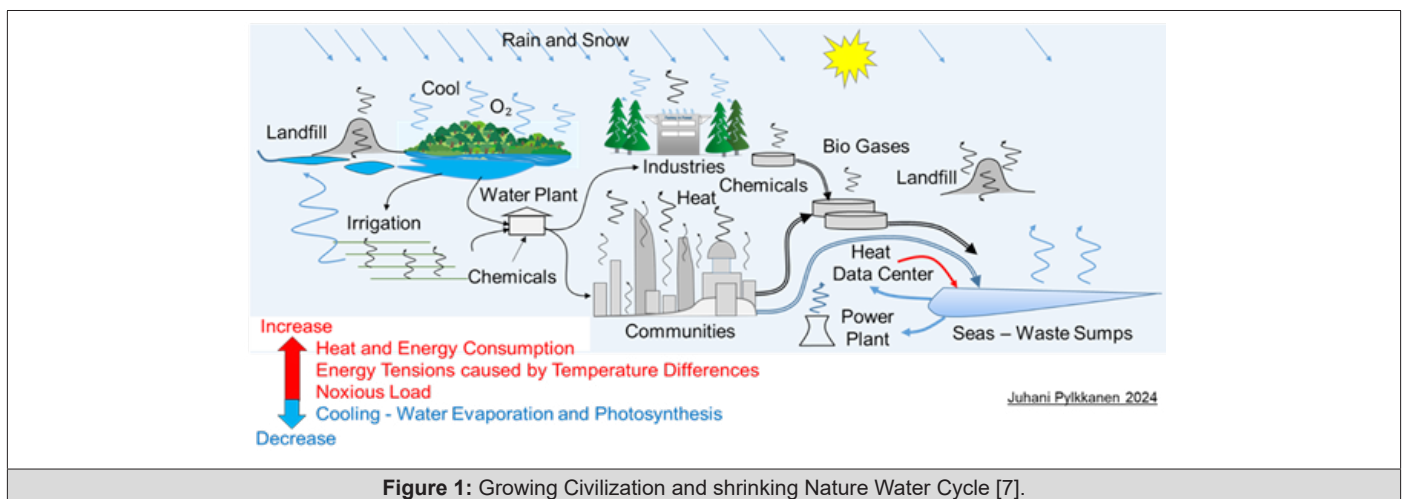 Rain and Snow
Cool
O₂
Landfill
Industries
Water Plant
Irrigation
Chemicals
Heat
Communities
Chemicals
Bio Gases
Landfill
Heat
Data Center
Power
Plant
Seas – Waste Sumps
Increase
Heat and Energy Consumption
Energy Tensions caused by Temperature Differences
Noxious Load
Cooling - Water Evaporation and Photosynthesis
Decrease
Juhani Pylkkanen 2024
Figure 1: Growing Civilization and shrinking Nature Water Cycle [7].